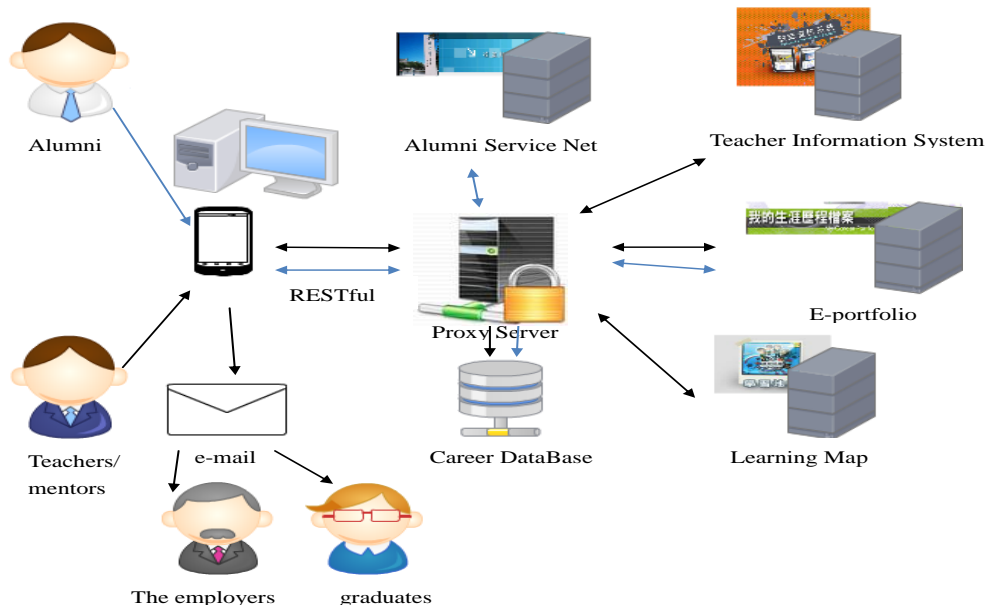 Alumni
Alumni Service Net
Teacher Information System
我的生涯歷程檔案
E-portfolio
RESTful
Proxy Server
Teachers/
mentors
e-mail
Career DataBase
Learning Map
The employers
graduates